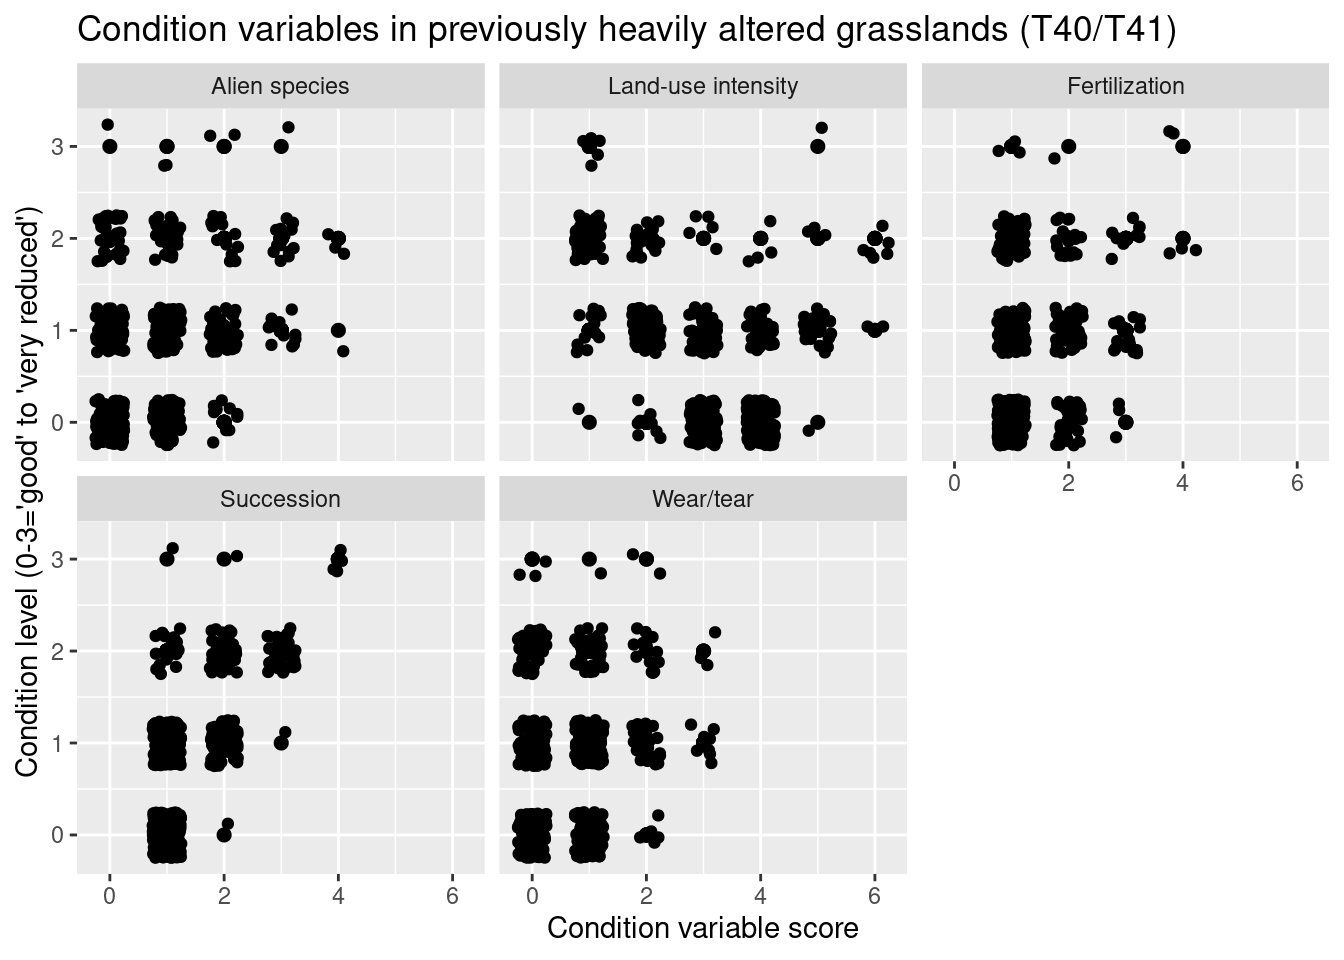 Condition variables in previously heavily altered grasslands (T40/T41)
Alien species
Land-use intensity
Fertilization
3
2
1
0
0
2
4
6
Succession
Wear/tear
3
2
1
0
0
2
4
6
0
2
4
6
Condition variable score
Condition level (0-3='good' to 'very reduced')